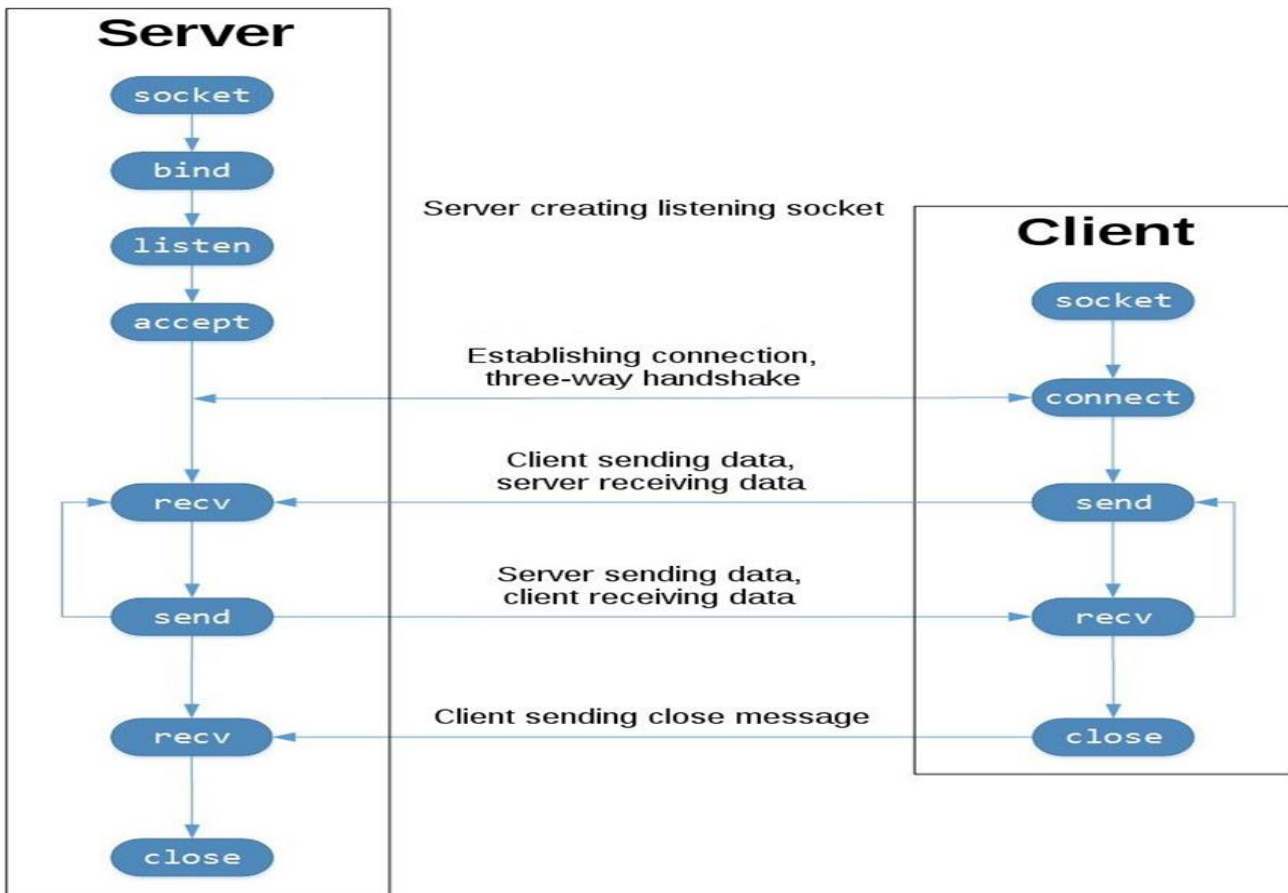 Server
socket
bind
listen
accept
recv
send
recv
close
Server creating listening socket
Establishing connection,
three-way handshake
Client sending data,
server receiving data
Server sending data,
client receiving data
Client sending close message
Client
socket
connect
send
recv
close